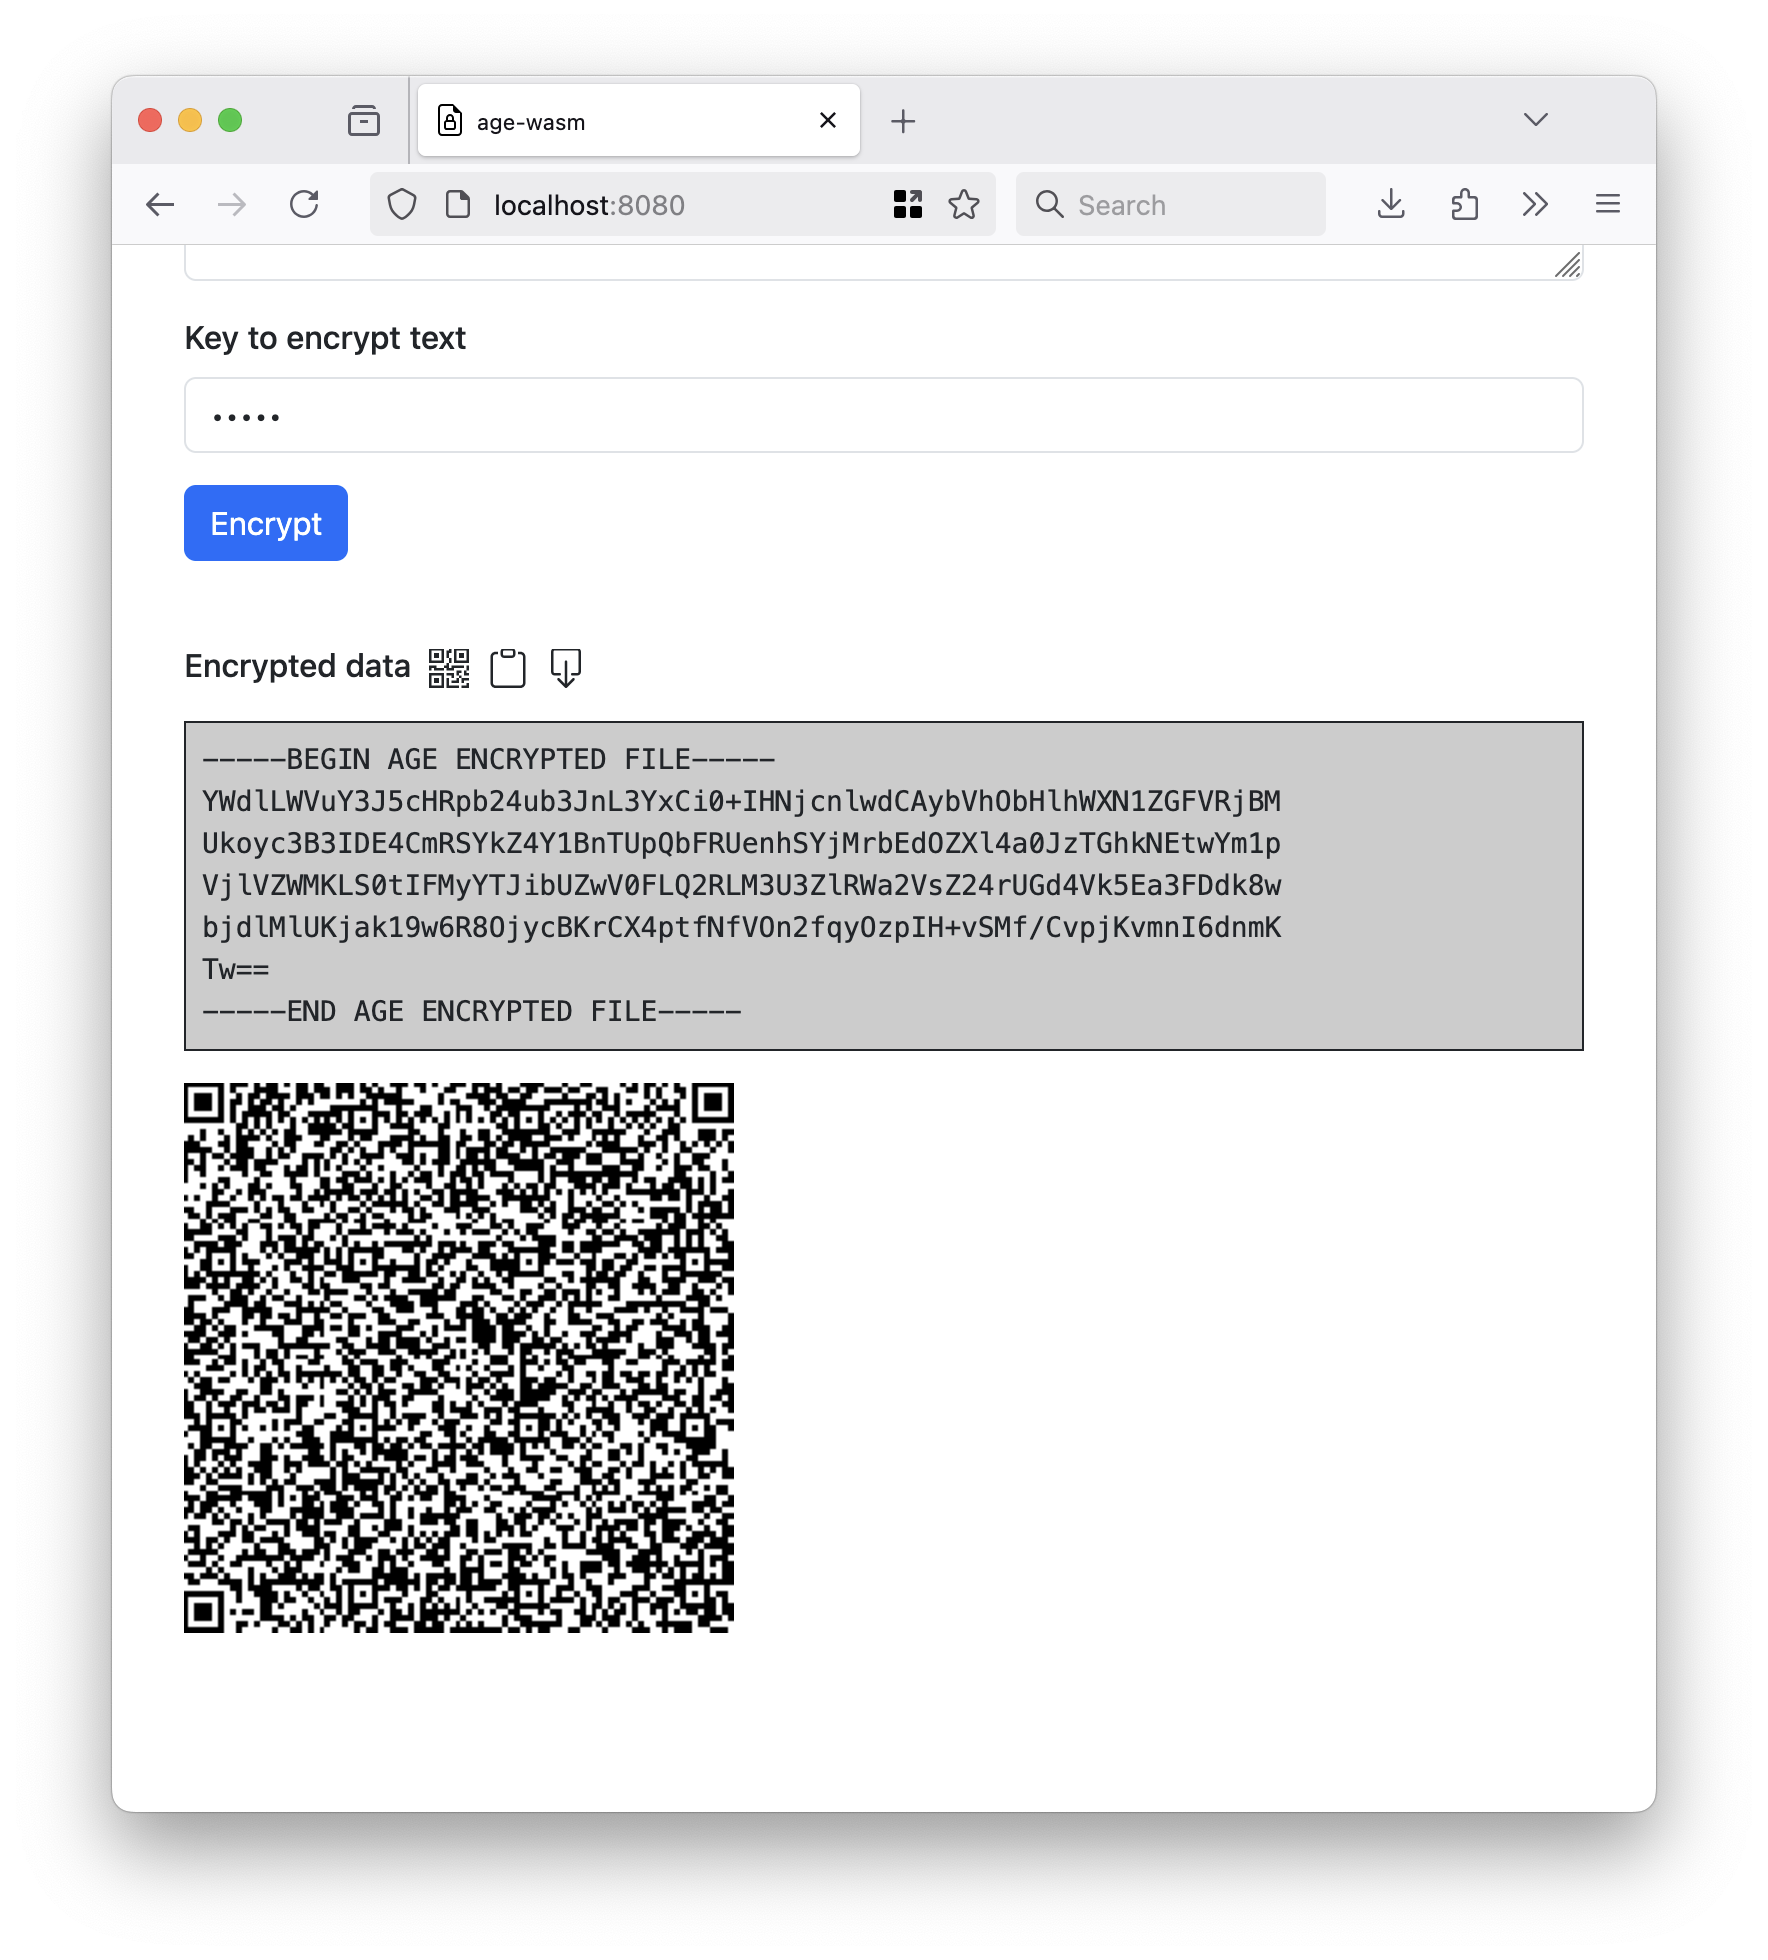 age-wasm
localhost:8080
Search
Key to encrypt text
•••••
Encrypt
Encrypted data
-----BEGIN AGE ENCRYPTED FILE-----
YWdlLWVuY3J5cHRpb24ub3JnL3YxCi0+IHNjcnlwdCAybVhObHlhWXN1ZGFVRjBM
Ukoyc3B3IDE4CmRSYkZ4Y1BnTUpQbFRUenhSYjMrbEdOZXl4a0JzTGhkNEtwYm1p
VjlVZWMKLS0tIFMyYTJibUZwV0FLQ2RLM3U3ZlRWa2VsZ24rUGd4Vk5Ea3FDdk8w
bjdlMlUKjak19w6R8OjycBKrCX4ptfNfVOn2fqyOzpIH+vSMf/CvpjKvmnI6dnmK
Tw==
-----END AGE ENCRYPTED FILE-----